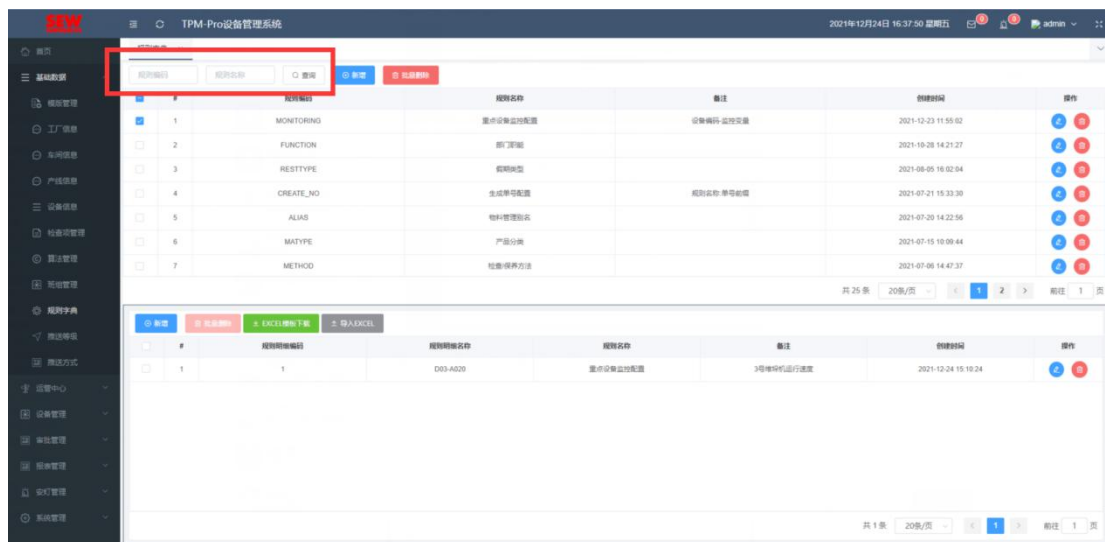 SEW
TPM-Pro设备管理系统
2021年12月24日 16:37:50 星期五
0
0
admin
首页
规则字典
基础数据
模版管理
工厂信息
车间信息
产线信息
设备信息
检查项管理
算法管理
班组管理
规则字典
推送等级
推送方式
运管中心
设备管理
审批管理
报表管理
安灯管理
系统管理
规则编码 规则名称 查询 新增 批量删除
# 规则编码 规则名称 备注 创建时间 操作
1 MONITORING 重点设备监控配置 设备编码-监控变量 2021-12-23 11:55:02
2 FUNCTION 部门职能 2021-10-28 14:21:27
3 RESTTYPE 假期类型 2021-08-05 16:02:04
4 CREATE_NO 生成单号配置 规则名称:单号前缀 2021-07-21 15:33:30
5 ALIAS 物料管理别名 2021-07-20 14:22:56
6 MATYPE 产品分类 2021-07-15 10:09:44
7 METHOD 检查/保养方法 2021-07-06 14:47:37
共 25 条 20条/页 1 2 前往 1 页
新增 批量删除 EXCEL模板下载 导入EXCEL
# 规则明细编码 规则明细名称 规则名称 备注 创建时间 操作
1 1 D03-A020 重点设备监控配置 3号堆垛机运行速度 2021-12-24 15:10:24
共 1 条 20条/页 1 前往 1 页